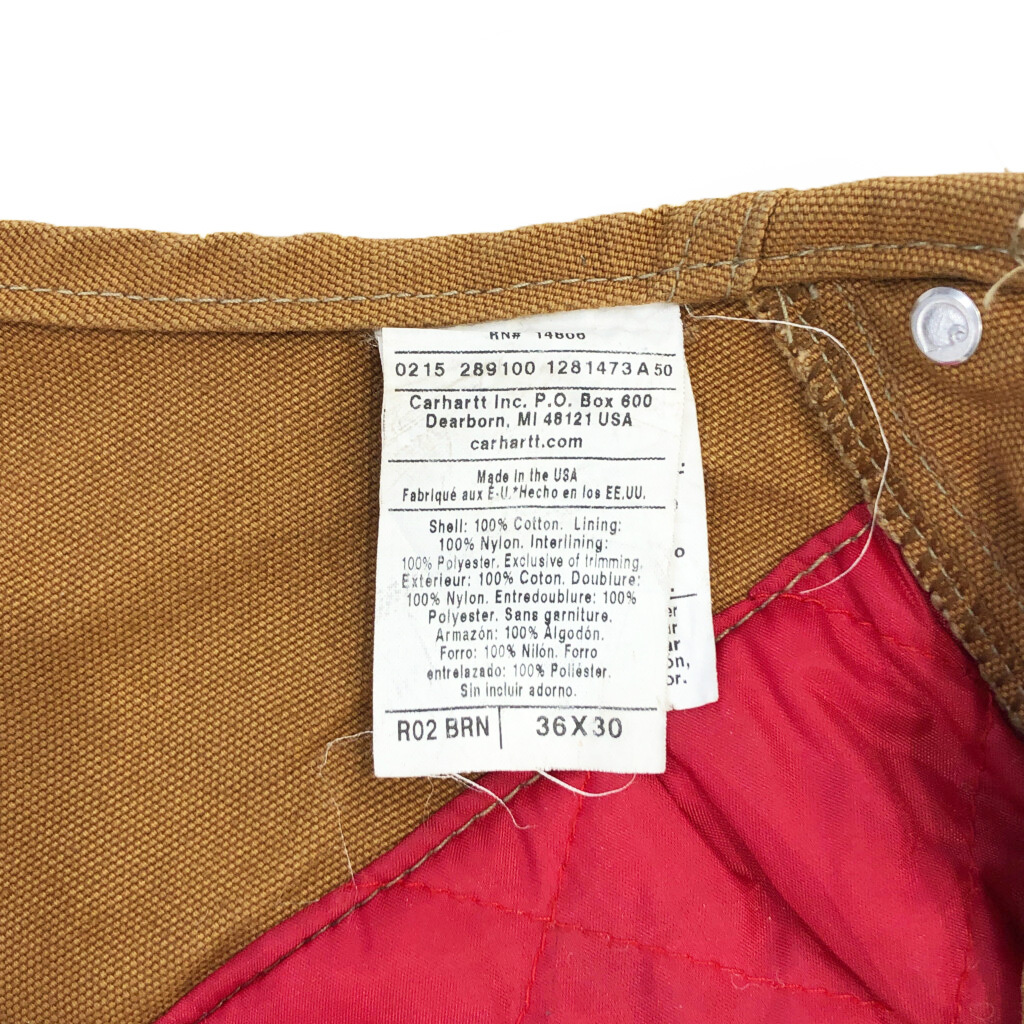 RN# 14806
0215 289100 1281473 A 50
Carhartt Inc. P.O. Box 600
Dearborn, MI 48121 USA
carhartt.com
Made in the USA
Fabriqué aux É-U.*Hecho en los EE.UU.
Shell: 100% Cotton. Lining:
100% Nylon. Interlining:
100% Polyester. Exclusive of trimming.
Extérieur: 100% Coton. Doublure:
100% Nylon. Entredoublure: 100%
Polyester. Sans garniture.
Armazón: 100% Algodón.
Forro: 100% Nilón. Forro
entrelazado: 100% Poliéster.
Sin incluir adorno.
R02 BRN 36X30